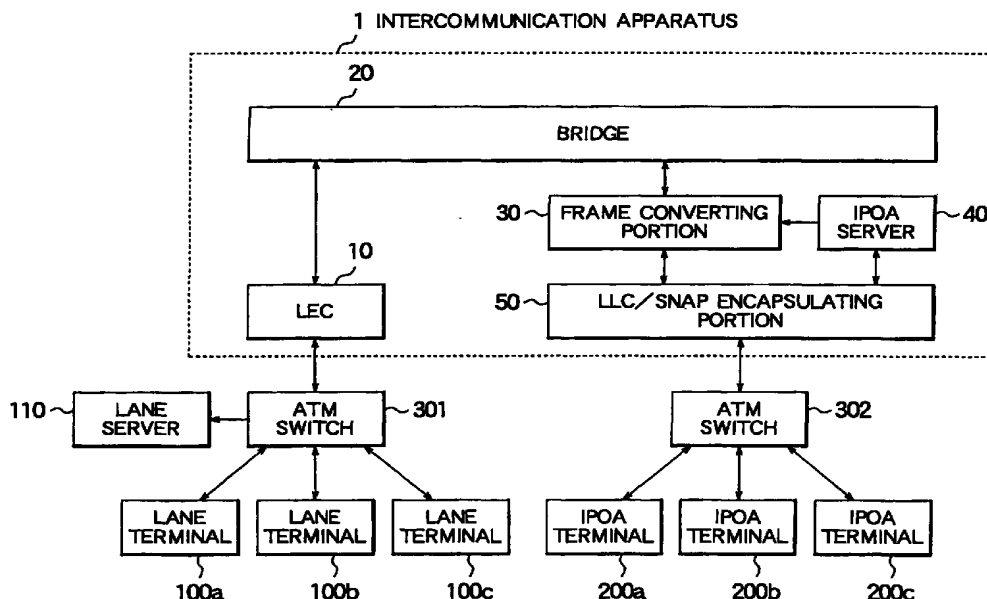 1 INTERCOMMUNICATION APPARATUS
20
BRIDGE
30
FRAME CONVERTING
PORTION
IPOA
SERVER
40
10
LEC
50
LLC/SNAP ENCAPSULATING
PORTION
110
LANE
SERVER
ATM
SWITCH
301
ATM
SWITCH
302
LANE
TERMINAL
LANE
TERMINAL
LANE
TERMINAL
IPOA
TERMINAL
IPOA
TERMINAL
IPOA
TERMINAL
100a
100b
100c
200a
200b
200c